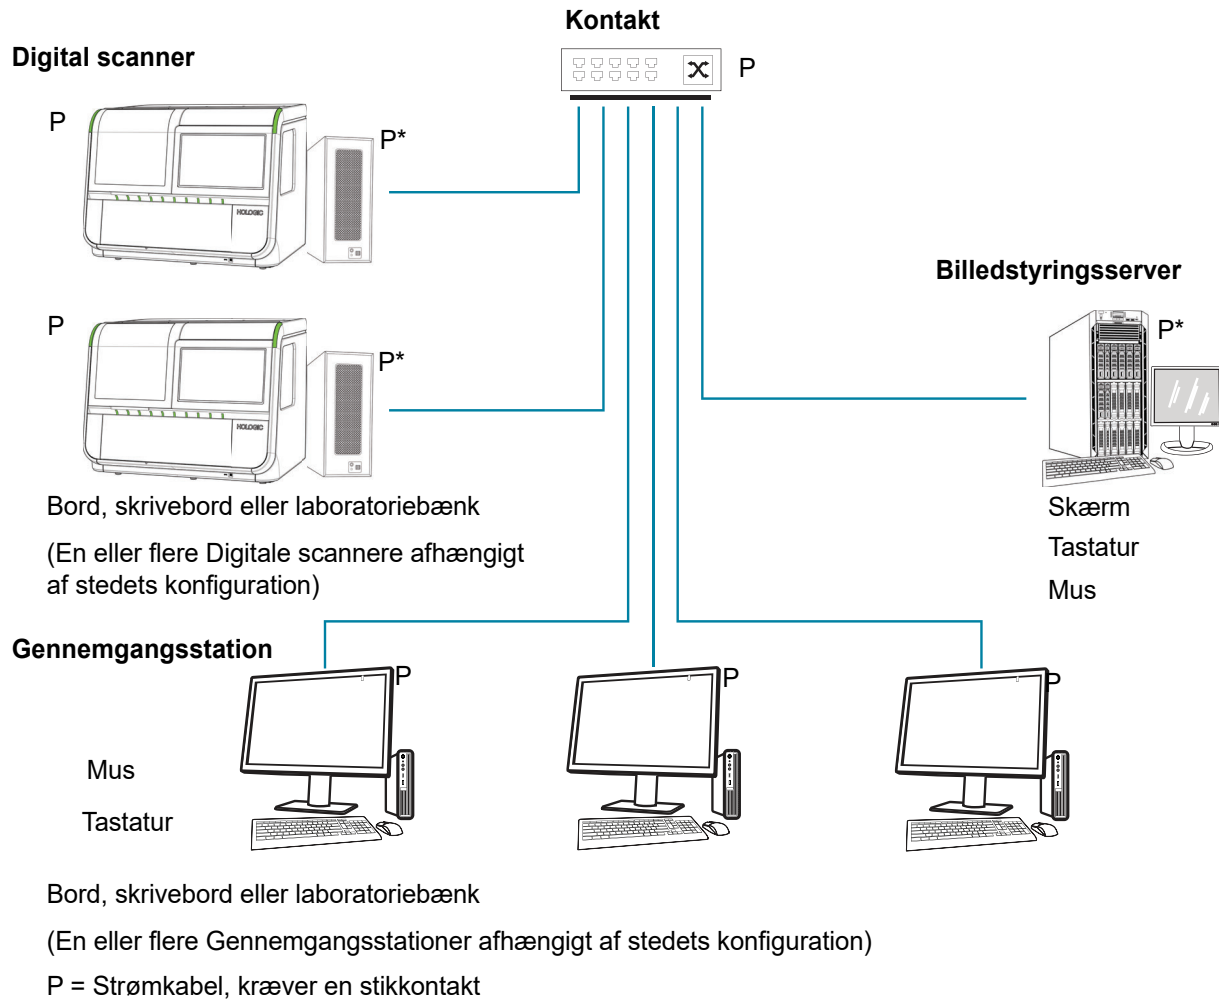 Kontakt
Digital scanner
P
P
P*
HOLOGIC
Billedstyringsserver
P
P*
P*
HOLOGIC
Bord, skrivebord eller laboratoriebænk
Skærm
(En eller flere Digitale scannere afhængigt
af stedets konfiguration)
Tastatur
Mus
Gennemgangsstation
P
P
P
Mus
Tastatur
Bord, skrivebord eller laboratoriebænk
(En eller flere Gennemgangsstationer afhængigt af stedets konfiguration)
P = Strømkabel, kræver en stikkontakt